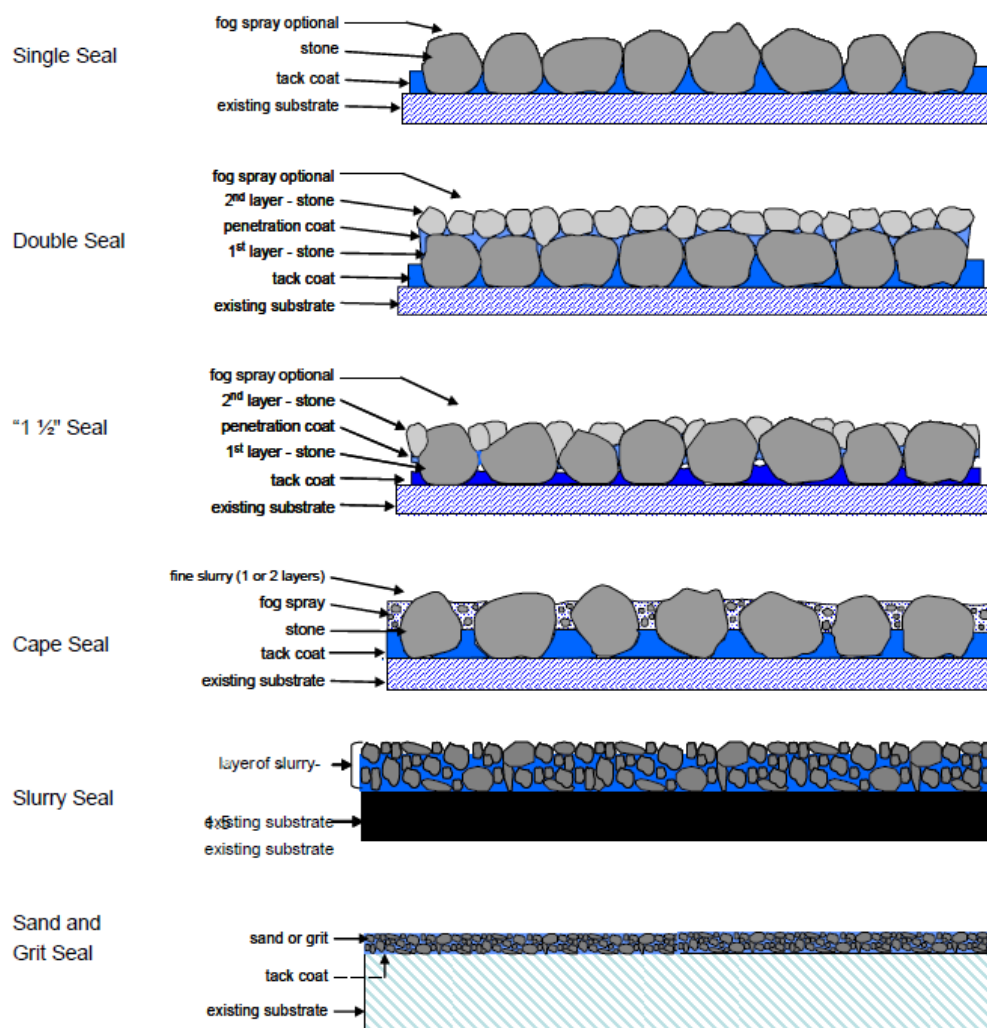 Single Seal
fog spray optional
stone
tack coat
existing substrate
Double Seal
fog spray optional
2nd layer - stone
penetration coat
1st layer - stone
tack coat
existing substrate
“1 ½” Seal
fog spray optional
2nd layer - stone
penetration coat
1st layer - stone
tack coat
existing substrate
Cape Seal
fine slurry (1 or 2 layers)
fog spray
stone
tack coat
existing substrate
Slurry Seal
layer of slurry-
existing substrate
existing substrate
Sand and
Grit Seal
sand or grit
tack coat
existing substrate